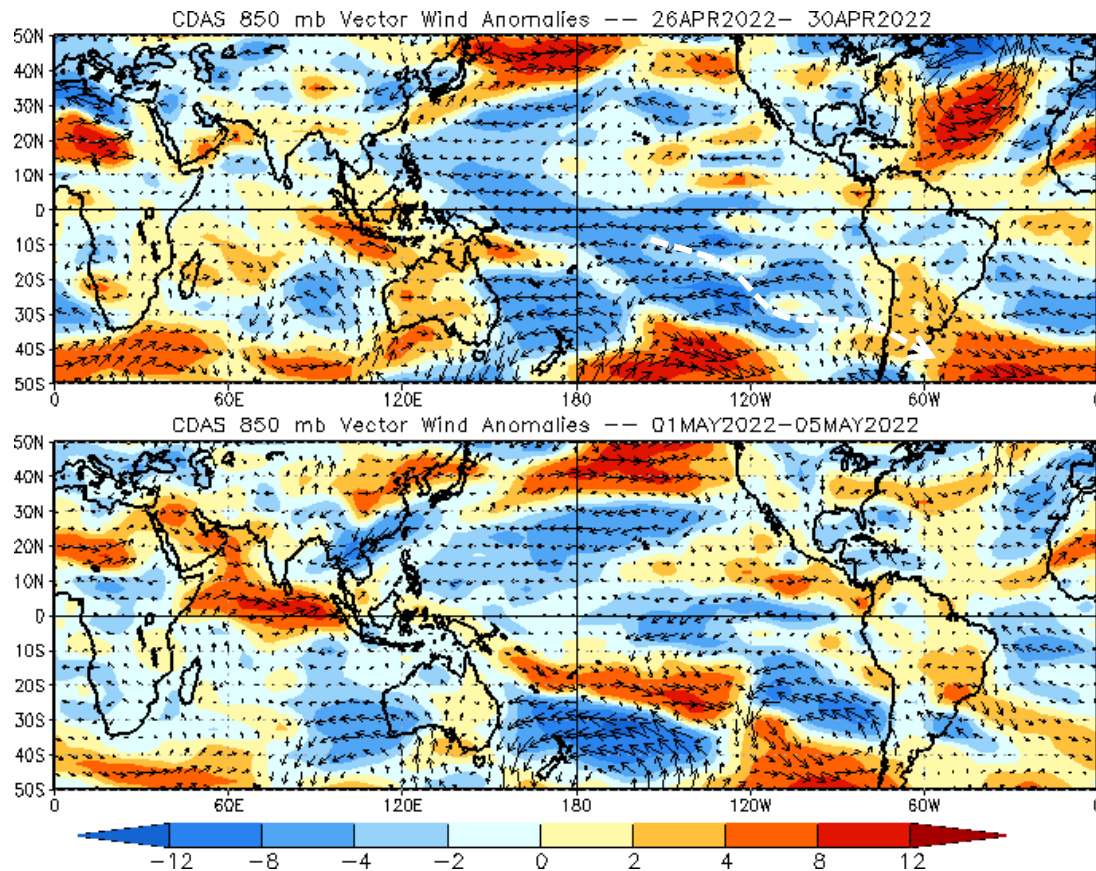 CDAS 850 mb Vector Wind Anomalies -- 26APR2022- 30APR2022
50N
40N
30N
20N
10N
0
10S
20S
30S
40S
50S
0 60E 120E 180 120W 60W 0
CDAS 850 mb Vector Wind Anomalies -- 01MAY2022-05MAY2022
50N
40N
30N
20N
10N
0
10S
20S
30S
40S
50S
0 60E 120E 180 120W 60W 0
-12 -8 -4 -2 0 2 4 8 12